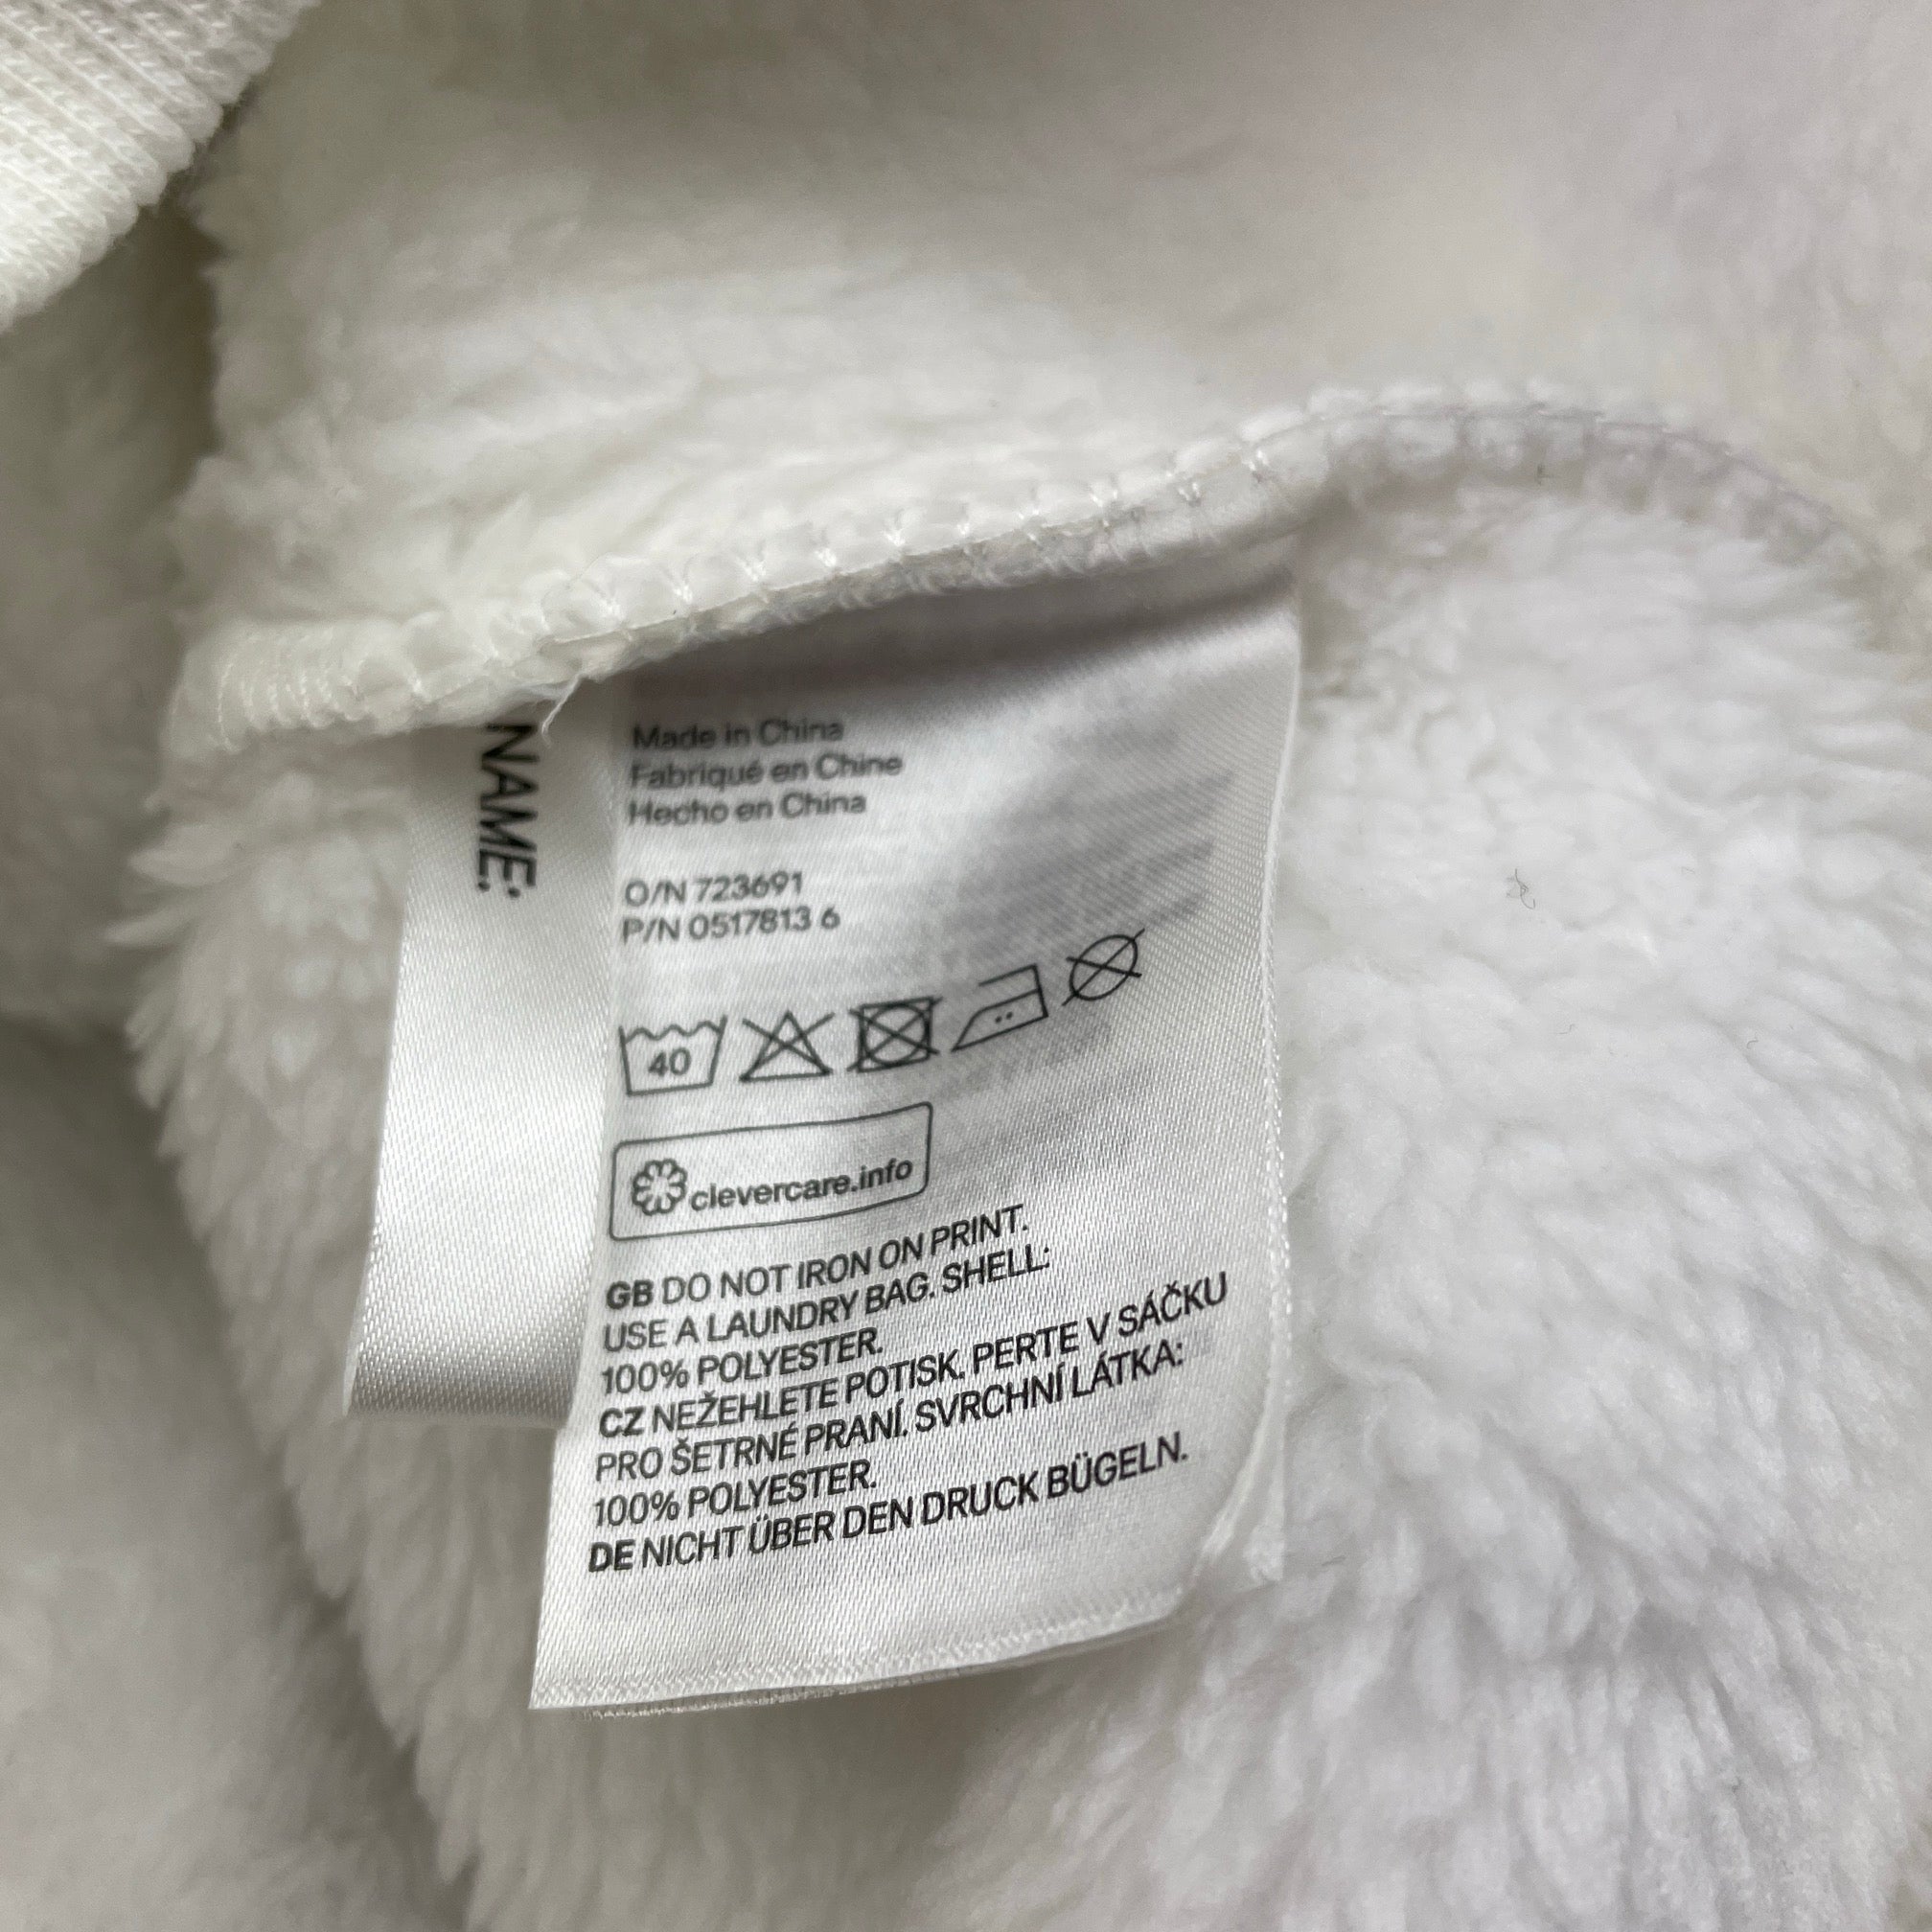 NAME:
Made in China
Fabriqué en Chine
Hecho en China
O/N 723691
P/N 0517813 6
40
clevercare.info
GB DO NOT IRON ON PRINT.
USE A LAUNDRY BAG. SHELL:
100% POLYESTER.
CZ NEŽEHLETE POTISK. PERTE V SÁČKU
PRO ŠETRNÉ PRANÍ. SVRCHNÍ LÁTKA:
100% POLYESTER.
DE NICHT ÜBER DEN DRUCK BÜGELN.